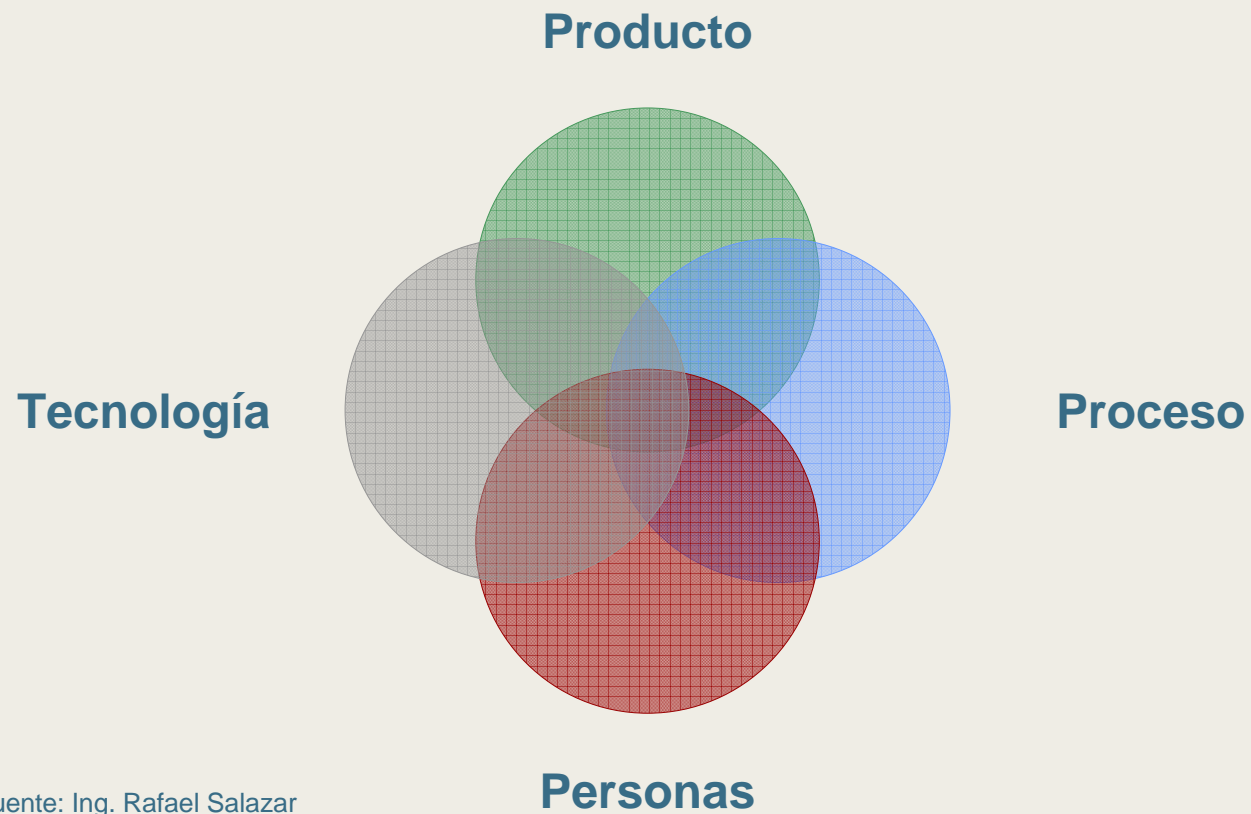 Producto
Tecnología
Proceso
Personas
uente: Ing. Rafael Salazar